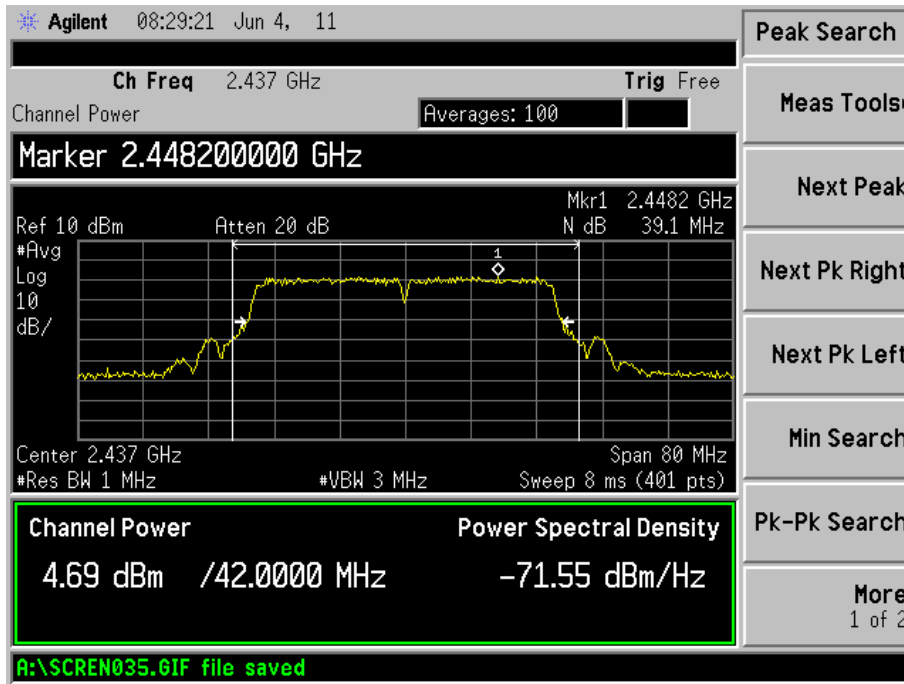 Agilent 08:29:21 Jun 4, 11
Peak Search
Ch Freq 2.437 GHz Trig Free
Channel Power Averages: 100
Meas Tools
Marker 2.448200000 GHz
Mkr1 2.4482 GHz
Ref 10 dBm Atten 20 dB N dB 39.1 MHz
Next Peak
#Avg
Log
10
dB/
1
Next Pk Right
Next Pk Left
Center 2.437 GHz Span 80 MHz
#Res BW 1 MHz #VBW 3 MHz Sweep 8 ms (401 pts)
Min Search
Channel Power Power Spectral Density
4.69 dBm /42.0000 MHz -71.55 dBm/Hz
Pk-Pk Search
More
1 of 2
A:\SCREN035.GIF file saved